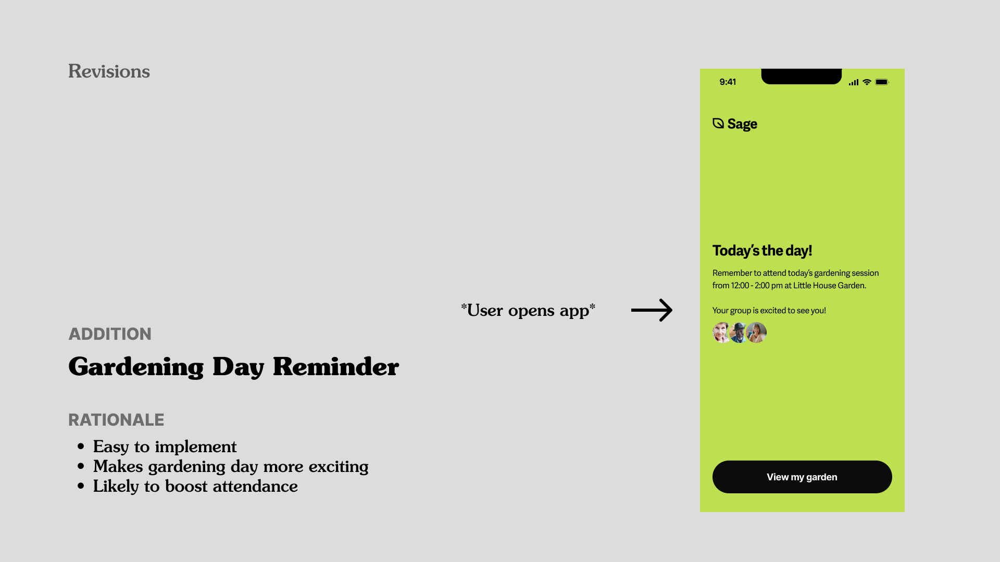 Revisions
ADDITION
Gardening Day Reminder
RATIONALE
• Easy to implement
• Makes gardening day more exciting
• Likely to boost attendance
*User opens app*
9:41
Sage
Today's the day!
Remember to attend today's gardening session
from 12:00 - 2:00 pm at Little House Garden.
Your group is excited to see you!
View my garden